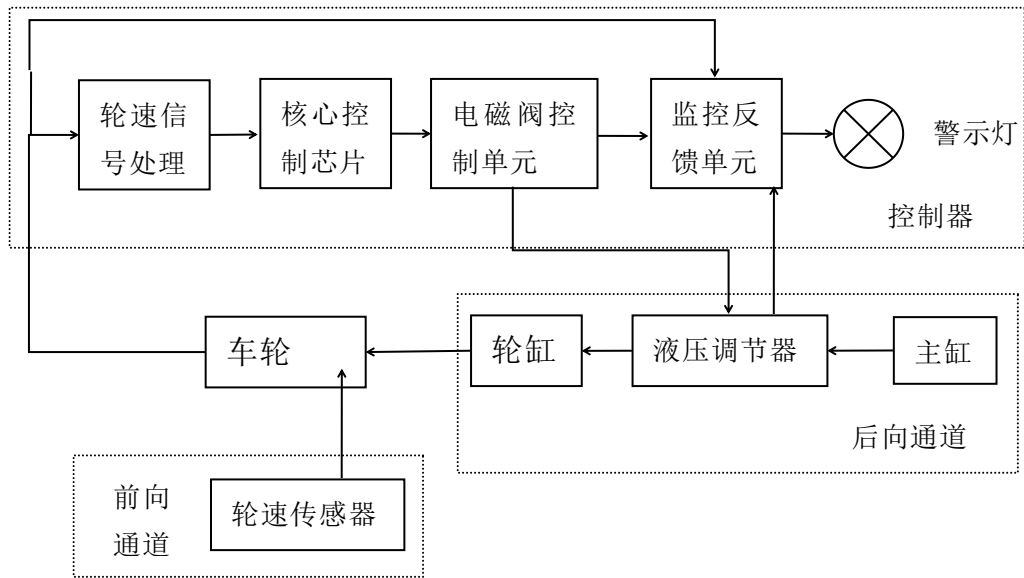 轮速信
号处理
核心控
制芯片
电磁阀控
制单元
监控反
馈单元
警示灯
控制器
车轮
轮缸
液压调节器
主缸
后向通道
前向
通道
轮速传感器